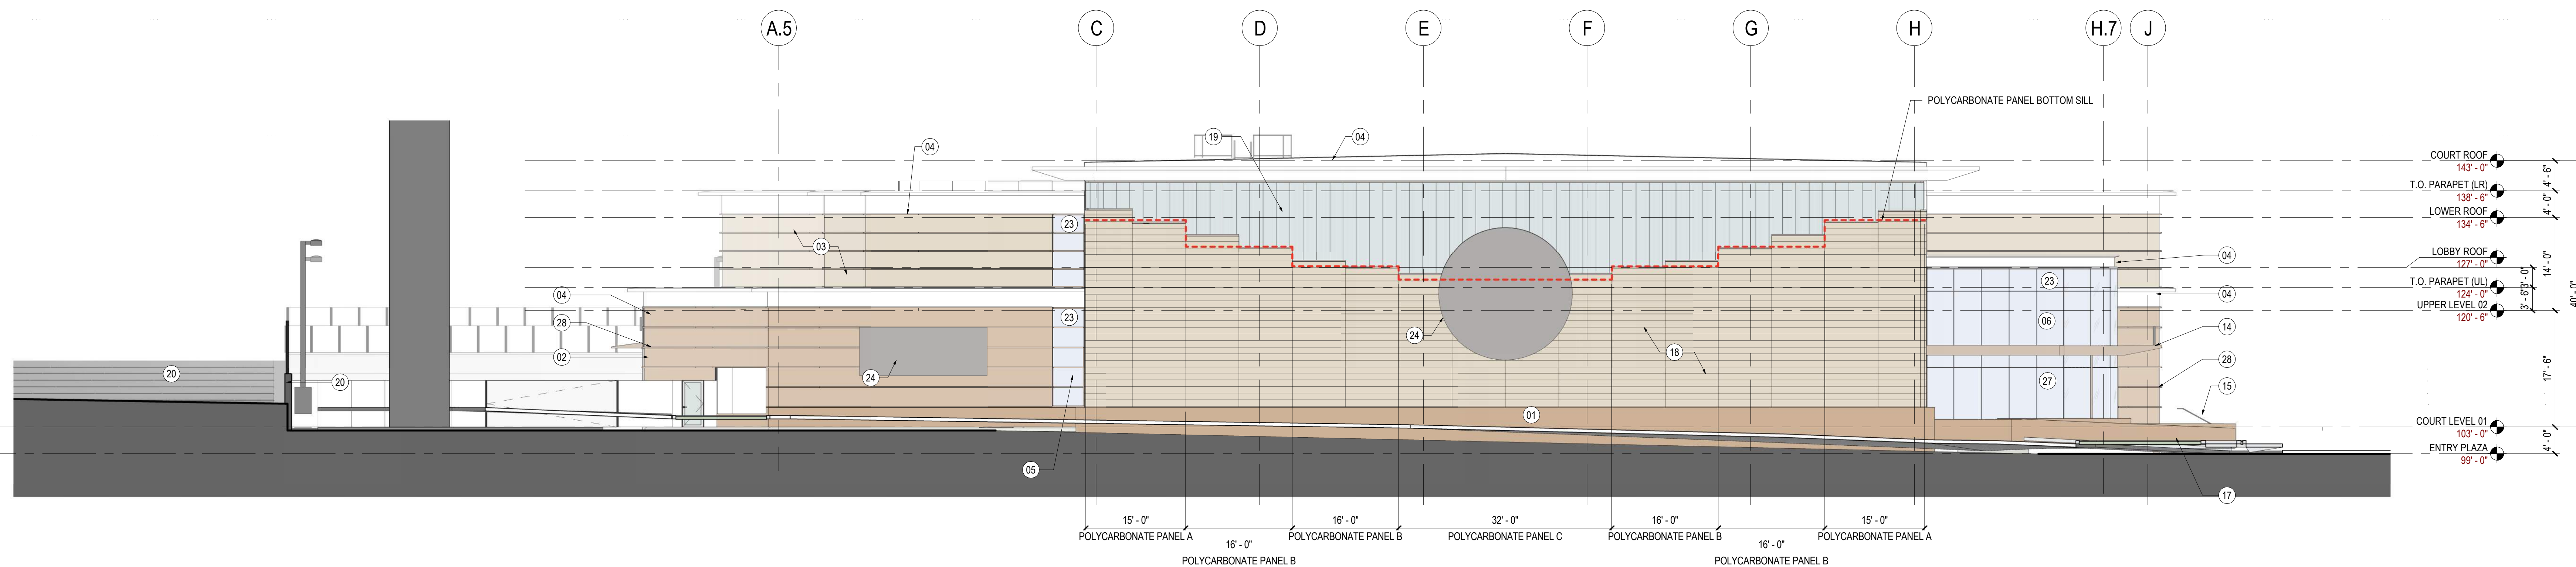 A.5
C
D
E
F
G
H
H.7
J
POLYCARBONATE PANEL BOTTOM SILL
19
04
04
COURT ROOF
143' - 0"
4' - 6"
T.O. PARAPET (LR)
138' - 6"
4' - 0"
LOWER ROOF
134' - 6"
23
03
LOBBY ROOF
127' - 0"
04
14' - 0"
23
T.O. PARAPET (UL)
124' - 0"
3' - 6"
3' - 0"
40' - 0"
04
04
UPPER LEVEL 02
120' - 6"
28
23
06
14
24
18
02
28
20
20
24
27
15
17' - 6"
01
COURT LEVEL 01
103' - 0"
4' - 0"
ENTRY PLAZA
99' - 0"
05
17
15' - 0"
16' - 0"
32' - 0"
16' - 0"
15' - 0"
POLYCARBONATE PANEL A
POLYCARBONATE PANEL B
POLYCARBONATE PANEL C
POLYCARBONATE PANEL B
POLYCARBONATE PANEL A
16' - 0"
16' - 0"
POLYCARBONATE PANEL B
POLYCARBONATE PANEL B